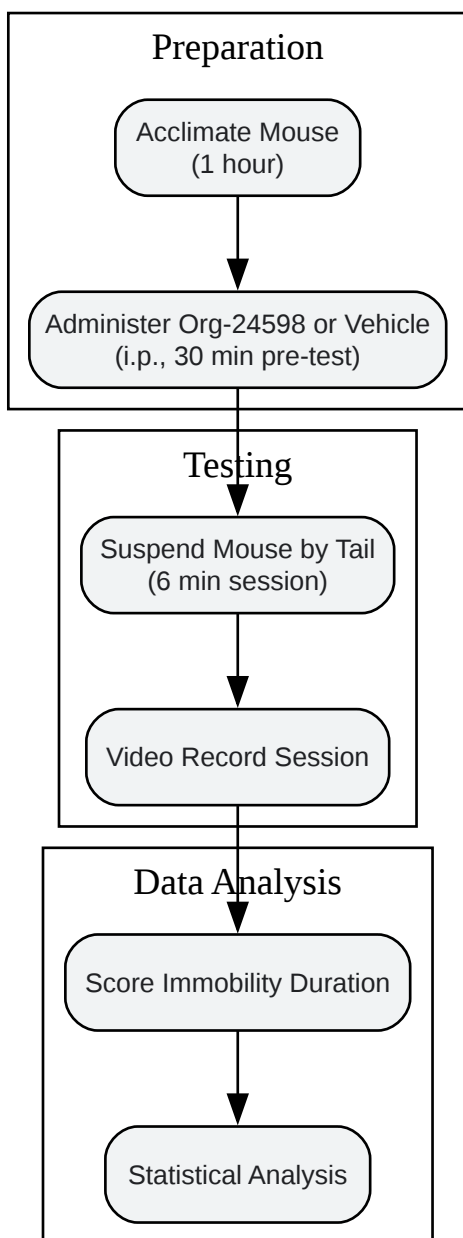 Preparation
Acclimate Mouse
(1 hour)
Administer Org-24598 or Vehicle
(i.p., 30 min pre-test)
Testing
Suspend Mouse by Tail
(6 min session)
Video Record Session
Data Analysis
Score Immobility Duration
Statistical Analysis